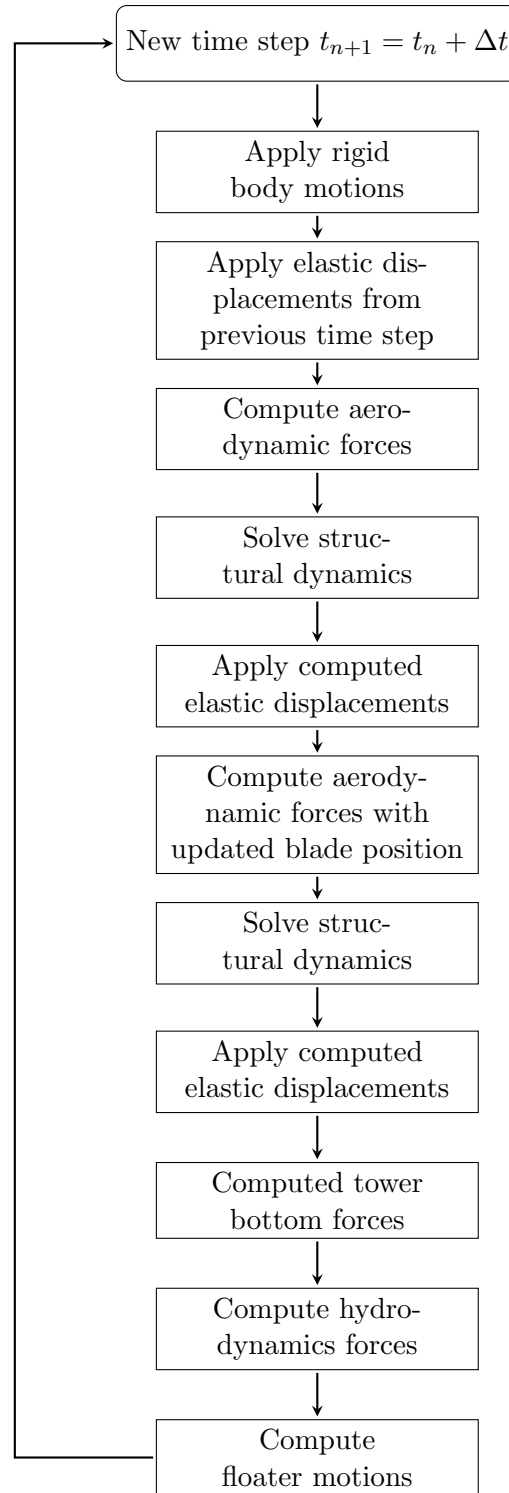 New time step $t_{n+1} = t_n + \Delta t$
Apply rigid
body motions
Apply elastic dis-
placements from
previous time step
Compute aero-
dynamic forces
Solve struc-
tural dynamics
Apply computed
elastic displacements
Compute aerody-
namic forces with
updated blade position
Solve struc-
tural dynamics
Apply computed
elastic displacements
Computed tower
bottom forces
Compute hydro-
dynamics forces
Compute
floater motions